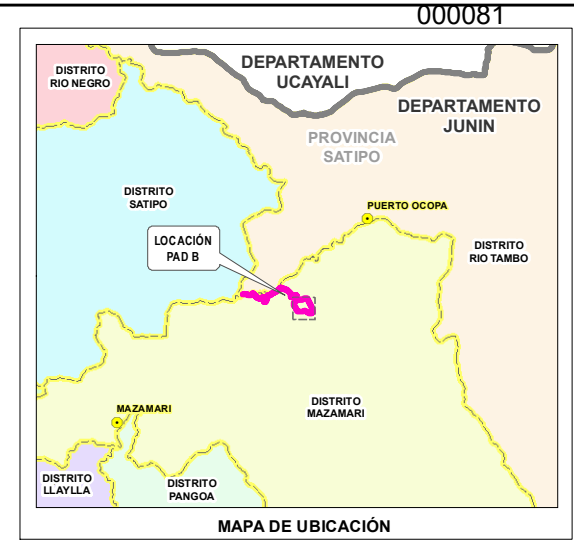 000081
DEPARTAMENTO
UCAYALI
DISTRITO
RIO NEGRO
DEPARTAMENTO
JUNIN
PROVINCIA
SATIPO
DISTRITO
SATIPO
PUERTO OCOPA
LOCACIÓN
PAD B
DISTRITO
RIO TAMBO
DISTRITO
MAZAMARI
MAZAMARI
DISTRITO
LLAYLLA
DISTRITO
PANGOA
MAPA DE UBICACIÓN